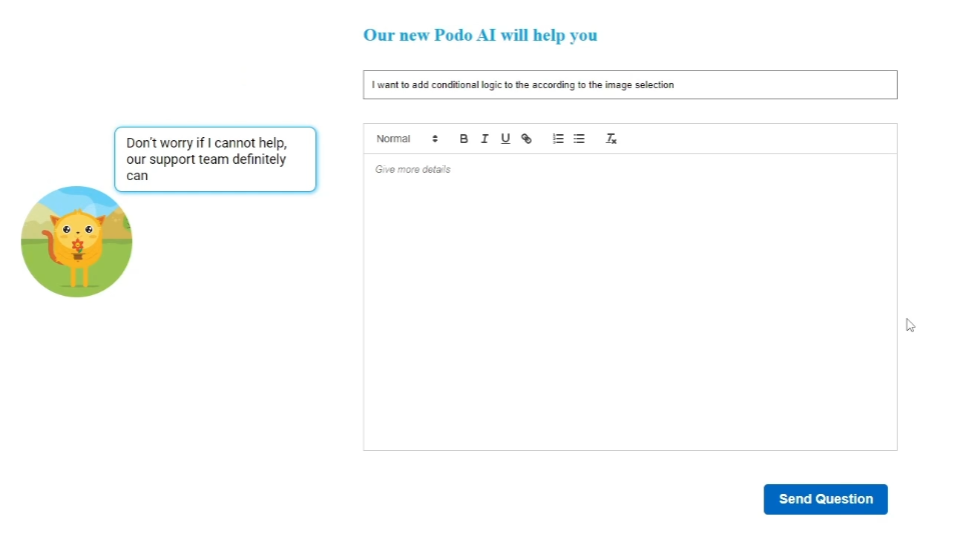 Our new Podo AI will help you
I want to add conditional logic to the according to the image selection
Don't worry if I cannot help,
our support team definitely
can
Normal B I U Tx
Give more details
Send Question